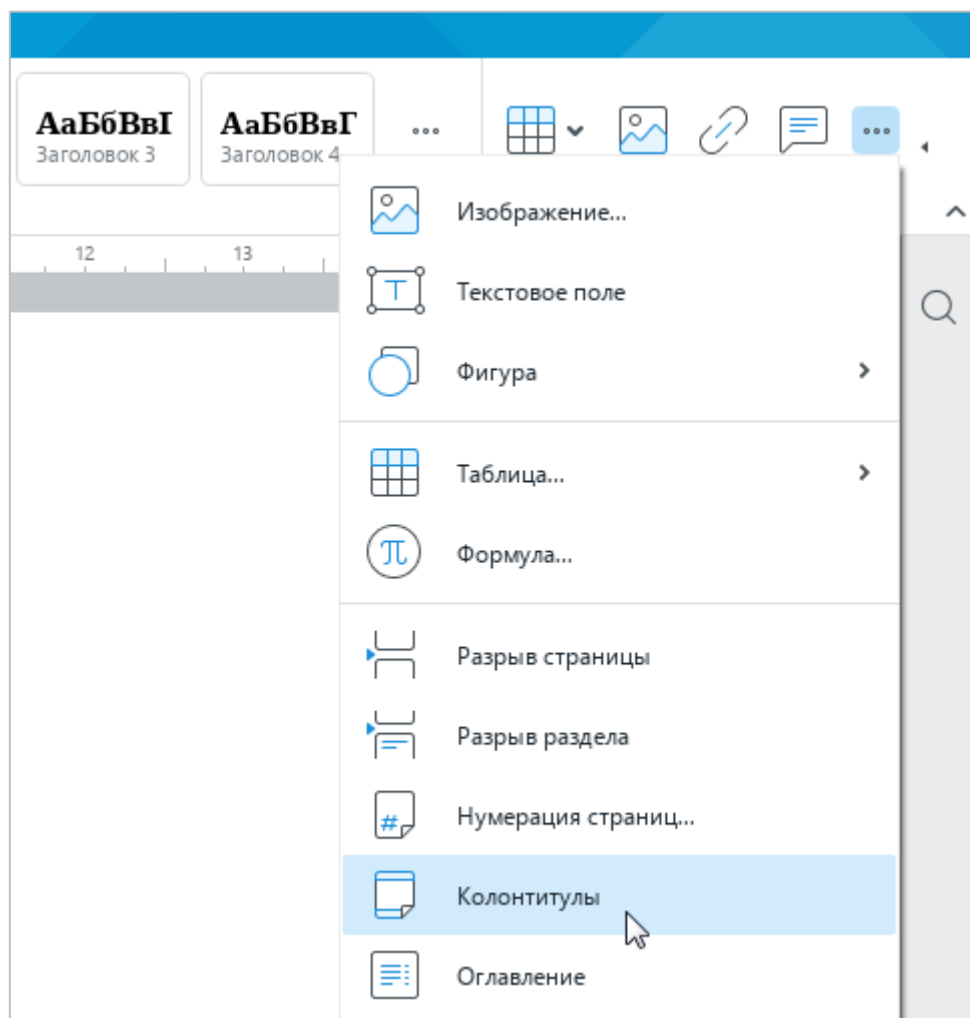 АаБбВвГ
Заголовок 3
АаБбВвГ
Заголовок 4
12
13
Изображение...
Текстовое поле
Фигура
Таблица...
Формула...
Разрыв страницы
Разрыв раздела
Нумерация страниц...
Колонтитулы
Оглавление